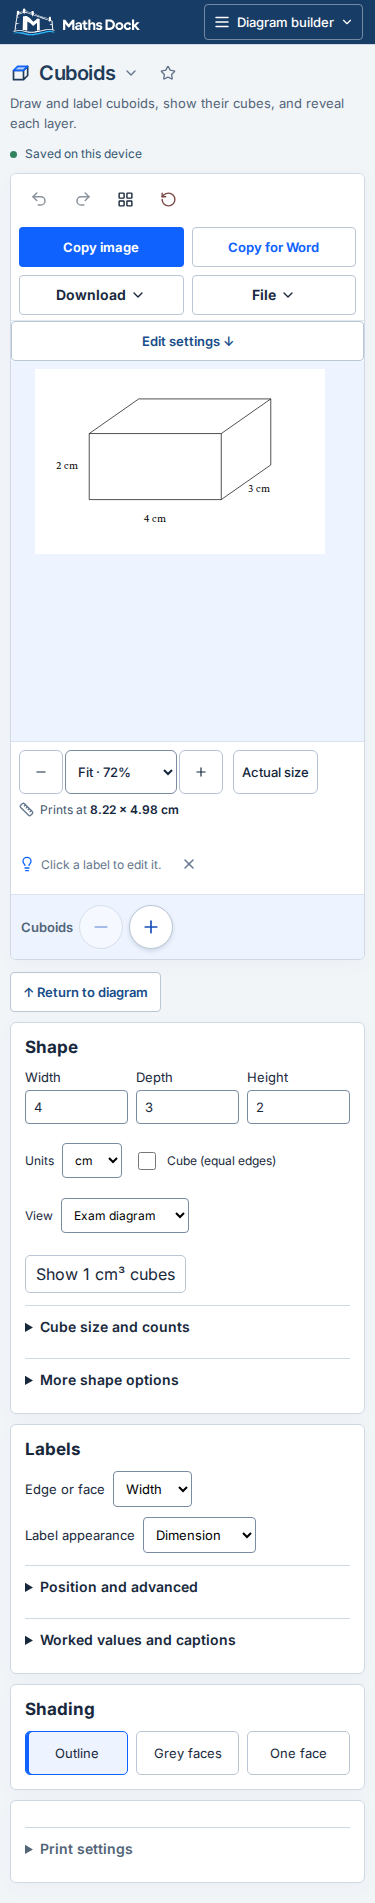 Maths Dock
Diagram builder
Cuboids
Draw and label cuboids, show their cubes, and reveal
each layer.
Saved on this device
Copy image
Copy for Word
Download
File
Edit settings ↓
2 cm
3 cm
4 cm
−
Fit · 72%
+
Actual size
Prints at 8.22 × 4.98 cm
Click a label to edit it.
Cuboids
↑ Return to diagram
Shape
Width Depth Height
4 3 2
Units cm Cube (equal edges)
View Exam diagram
Show 1 cm³ cubes
Cube size and counts
More shape options
Labels
Edge or face Width
Label appearance Dimension
Position and advanced
Worked values and captions
Shading
Outline Grey faces One face
Print settings